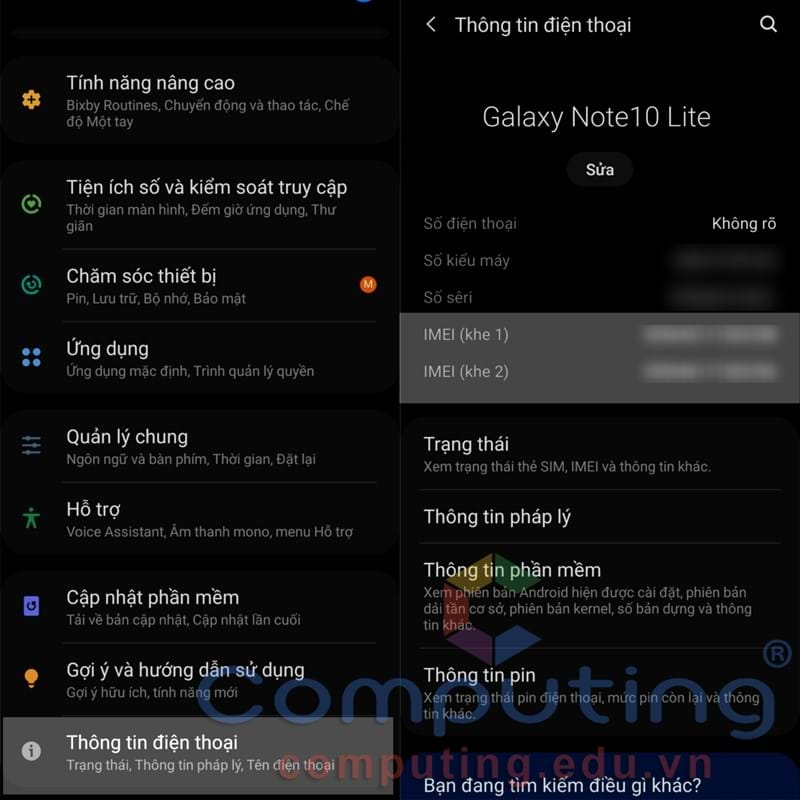 Tính năng nâng cao
Bixby Routines, Chuyển động và thao tác, Chế
độ Một tay
Tiện ích số và kiểm soát truy cập
Thời gian màn hình, Đếm giờ ứng dụng, Thư
giãn
Chăm sóc thiết bị
Pin, Lưu trữ, Bộ nhớ, Bảo mật
M
Ứng dụng
Ứng dụng mặc định, Trình quản lý quyền
Quản lý chung
Ngôn ngữ và bàn phím, Thời gian, Đặt lại
Hỗ trợ
Voice Assistant, Âm thanh mono, menu Hỗ trợ
Cập nhật phần mềm
Tải về bản cập nhật, Cập nhật lần cuối
Gợi ý và hướng dẫn sử dụng
Gợi ý hữu ích, tính năng mới
Thông tin điện thoại
Trạng thái, Thông tin pháp lý, Tên điện thoại
Thông tin điện thoại
Galaxy Note10 Lite
Sửa
Số điện thoại Không rõ
Số kiểu máy
Số sêri
IMEI (khe 1)
IMEI (khe 2)
Trạng thái
Xem trạng thái thẻ SIM, IMEI và thông tin khác.
Thông tin pháp lý
Thông tin phần mềm
Xem phiên bản Android hiện được cài đặt, phiên bản
dải tần cơ sở, phiên bản kernel, số bản dựng và thông
tin khác.
Thông tin pin
Xem trạng thái pin điện thoại, mức pin còn lại và thông
tin khác.
Bạn đang tìm kiếm điều gì khác?
Computing®
computing.edu.vn